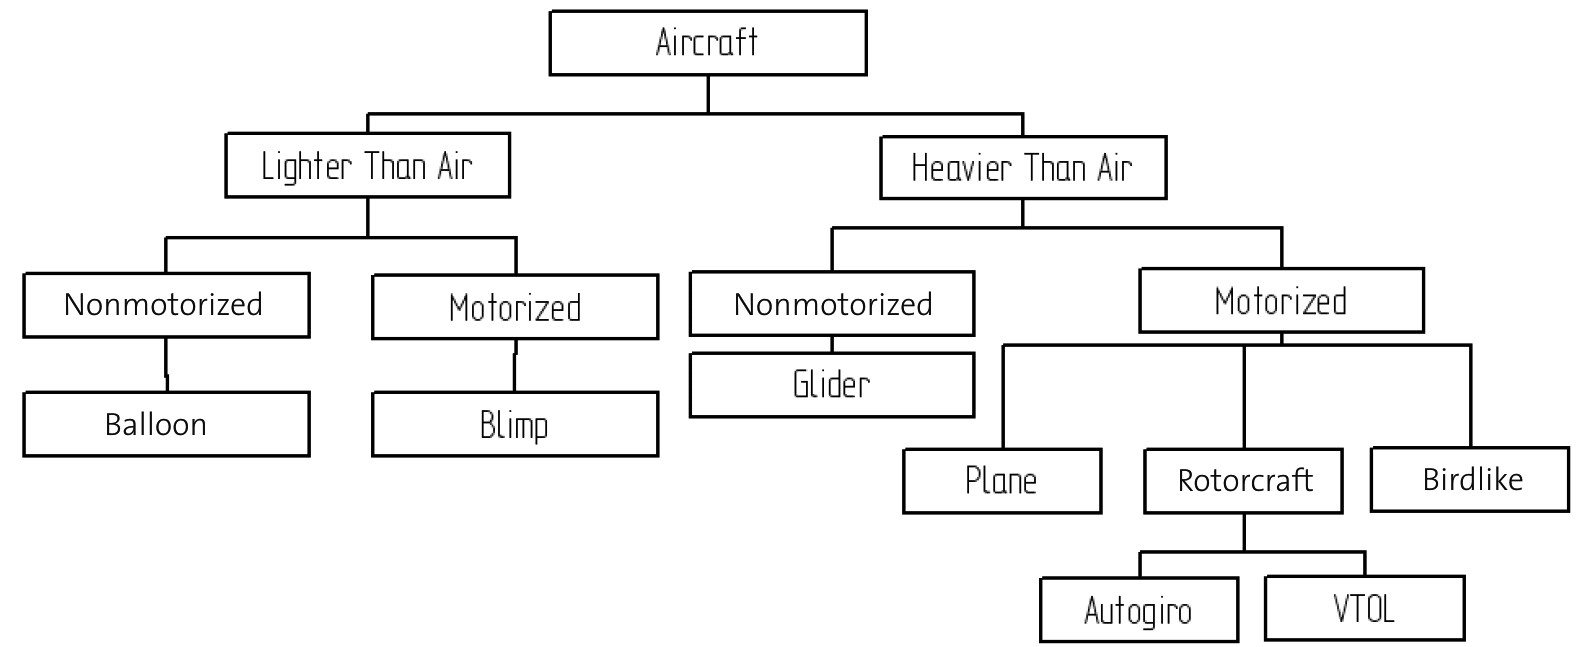 Aircraft
Lighter Than Air
Heavier Than Air
Nonmotorized
Motorized
Nonmotorized
Motorized
Balloon
Blimp
Glider
Plane
Rotorcraft
Birdlike
Autogiro
VTOL